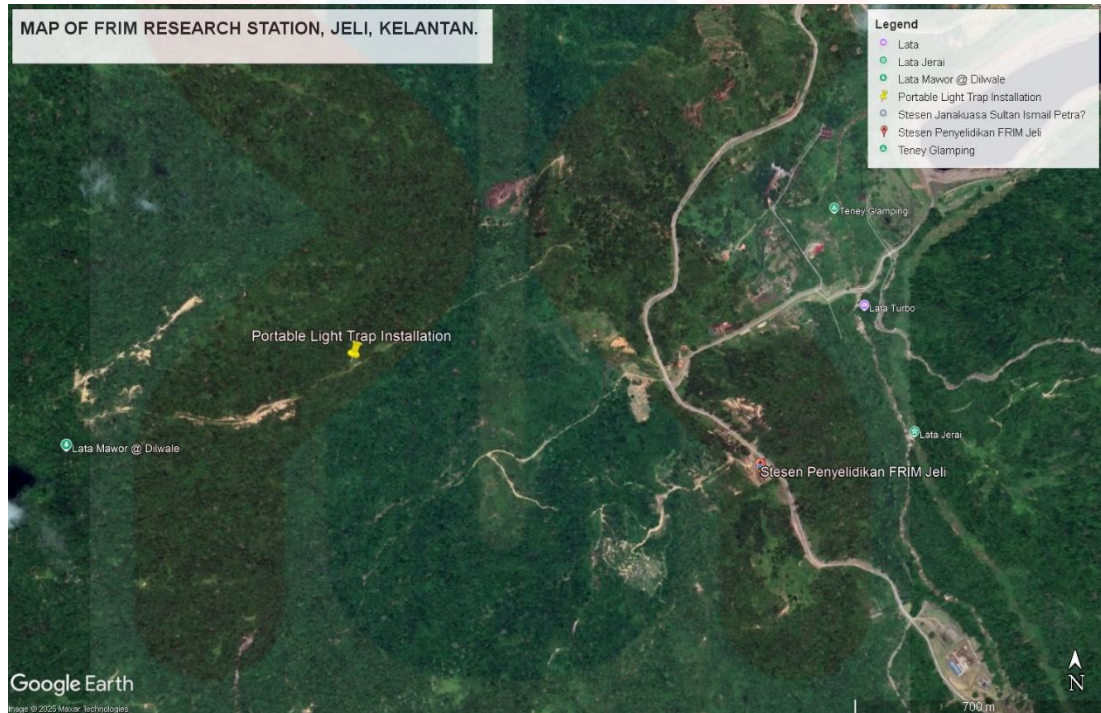 MAP OF FRIM RESEARCH STATION, JELI, KELANTAN.
Legend
Lata
Lata Jerai
Lata Mawor @ Dilwale
Portable Light Trap Installation
Stesen Janakuasa Sultan Ismail Petra?
Stesen Penyelidikan FRIM Jeli
Teney Glamping
Teney Glamping
Lata Turbo
Portable Light Trap Installation
Lata Mawor @ Dilwale
Lata Jerai
Stesen Penyelidikan FRIM Jeli
Google Earth
Image © 2025 Maxar Technologies
N
700 m